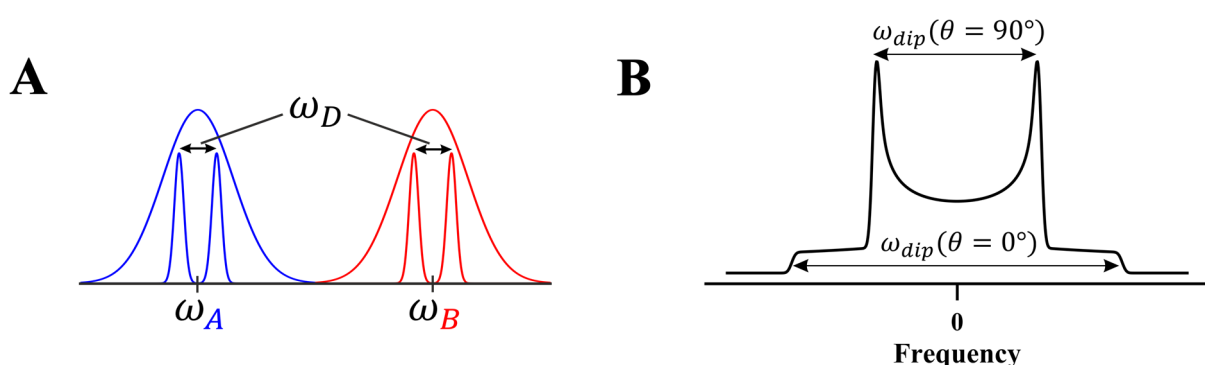 A
ω_D
ω_A
ω_B
B
ω_dip(θ = 90°)
ω_dip(θ = 0°)
0
Frequency